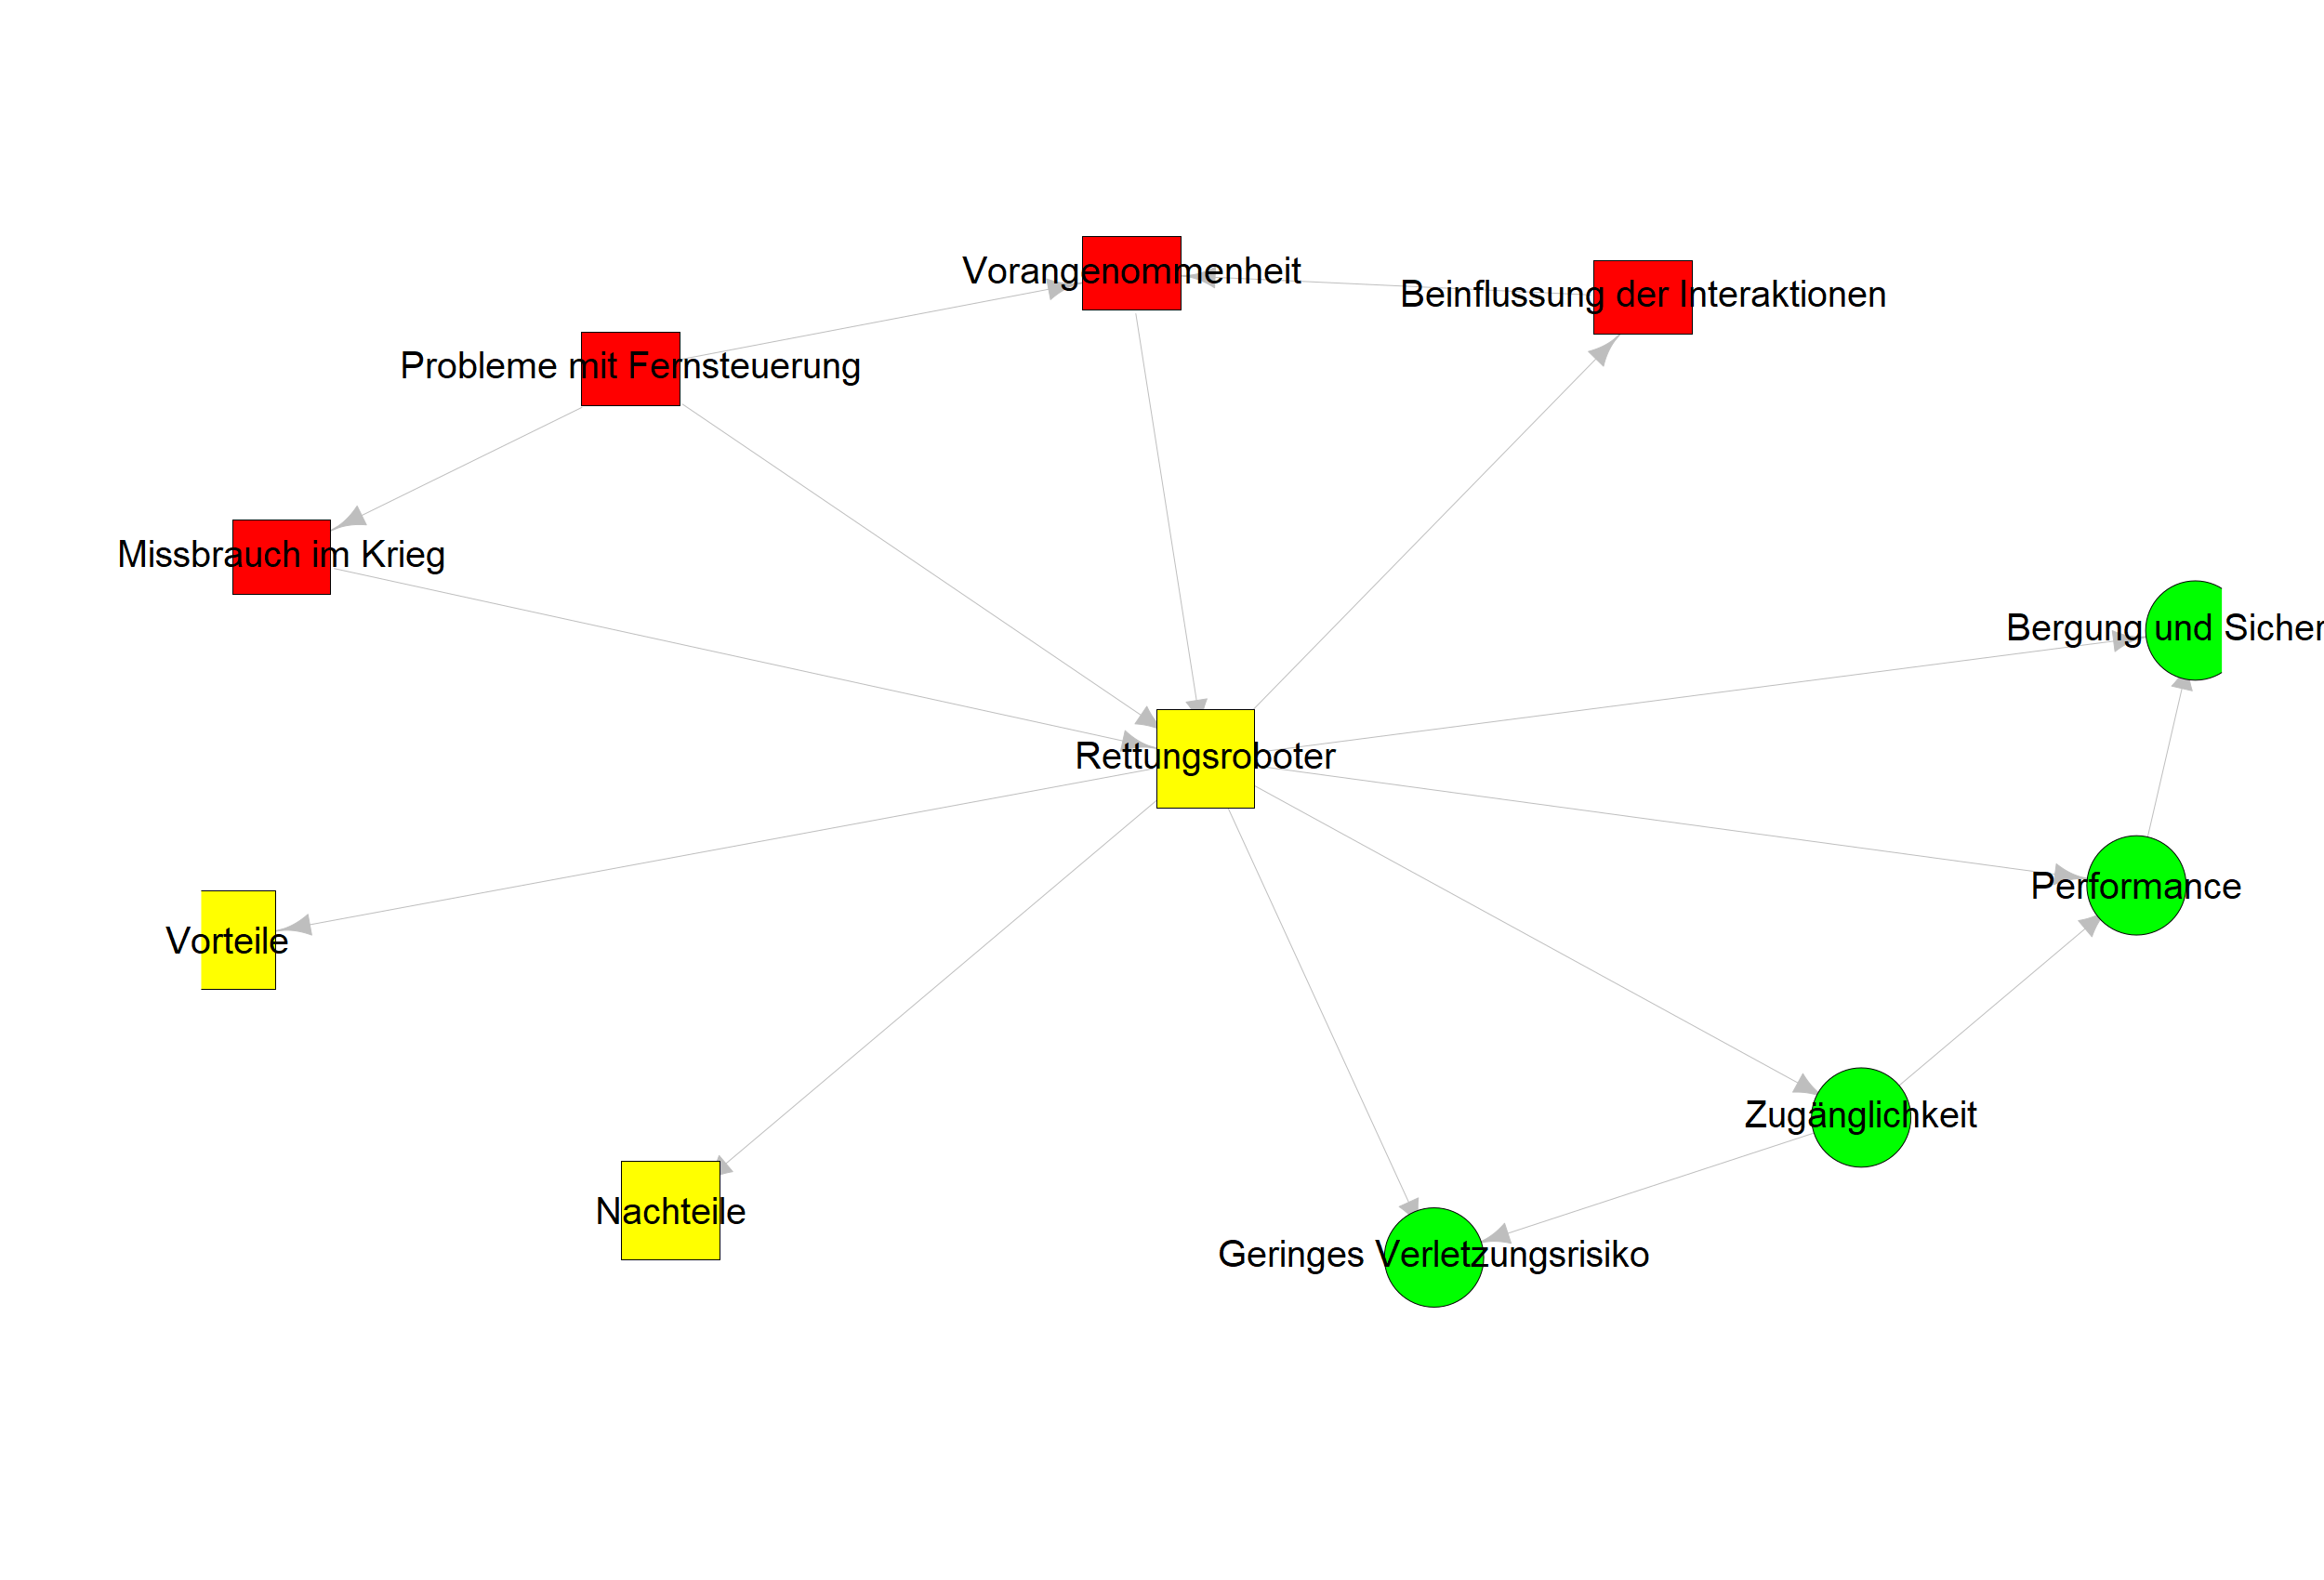 Vorangenommenheit
Beinflussung der Interaktionen
Probleme mit Fernsteuerung
Missbrauch im Krieg
Bergung und Sicher
Rettungsroboter
Performance
Vorteile
Zugänglichkeit
Nachteile
Geringes Verletzungsrisiko